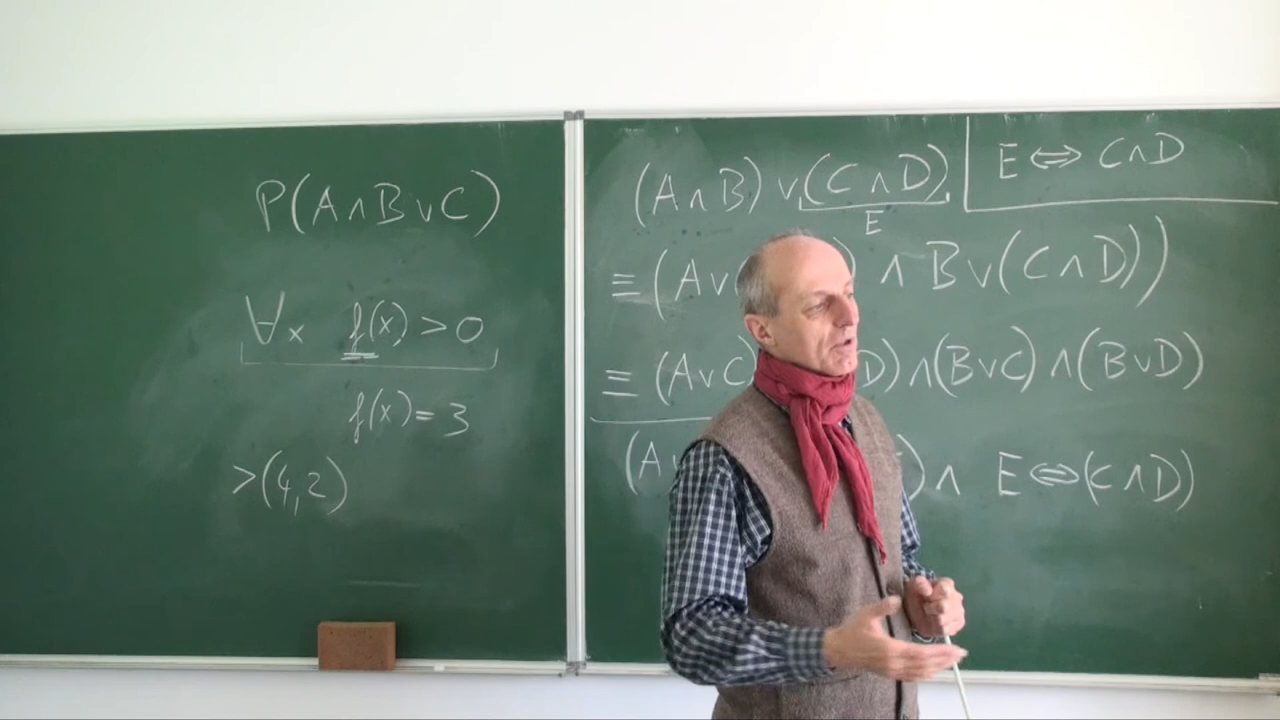 P(A∧B∨C)
∀x f(x) > 0
f(x) = 3
>(4,2)
(A∧B) ∨ (C∧D)
E
E ⇔ C∧D
≡ (A∨ ) ∧ B∨(C∧D))
≡ (A∨C D)∧(B∨C)∧(B∨D)
(A )∧ E⇔(C∧D)